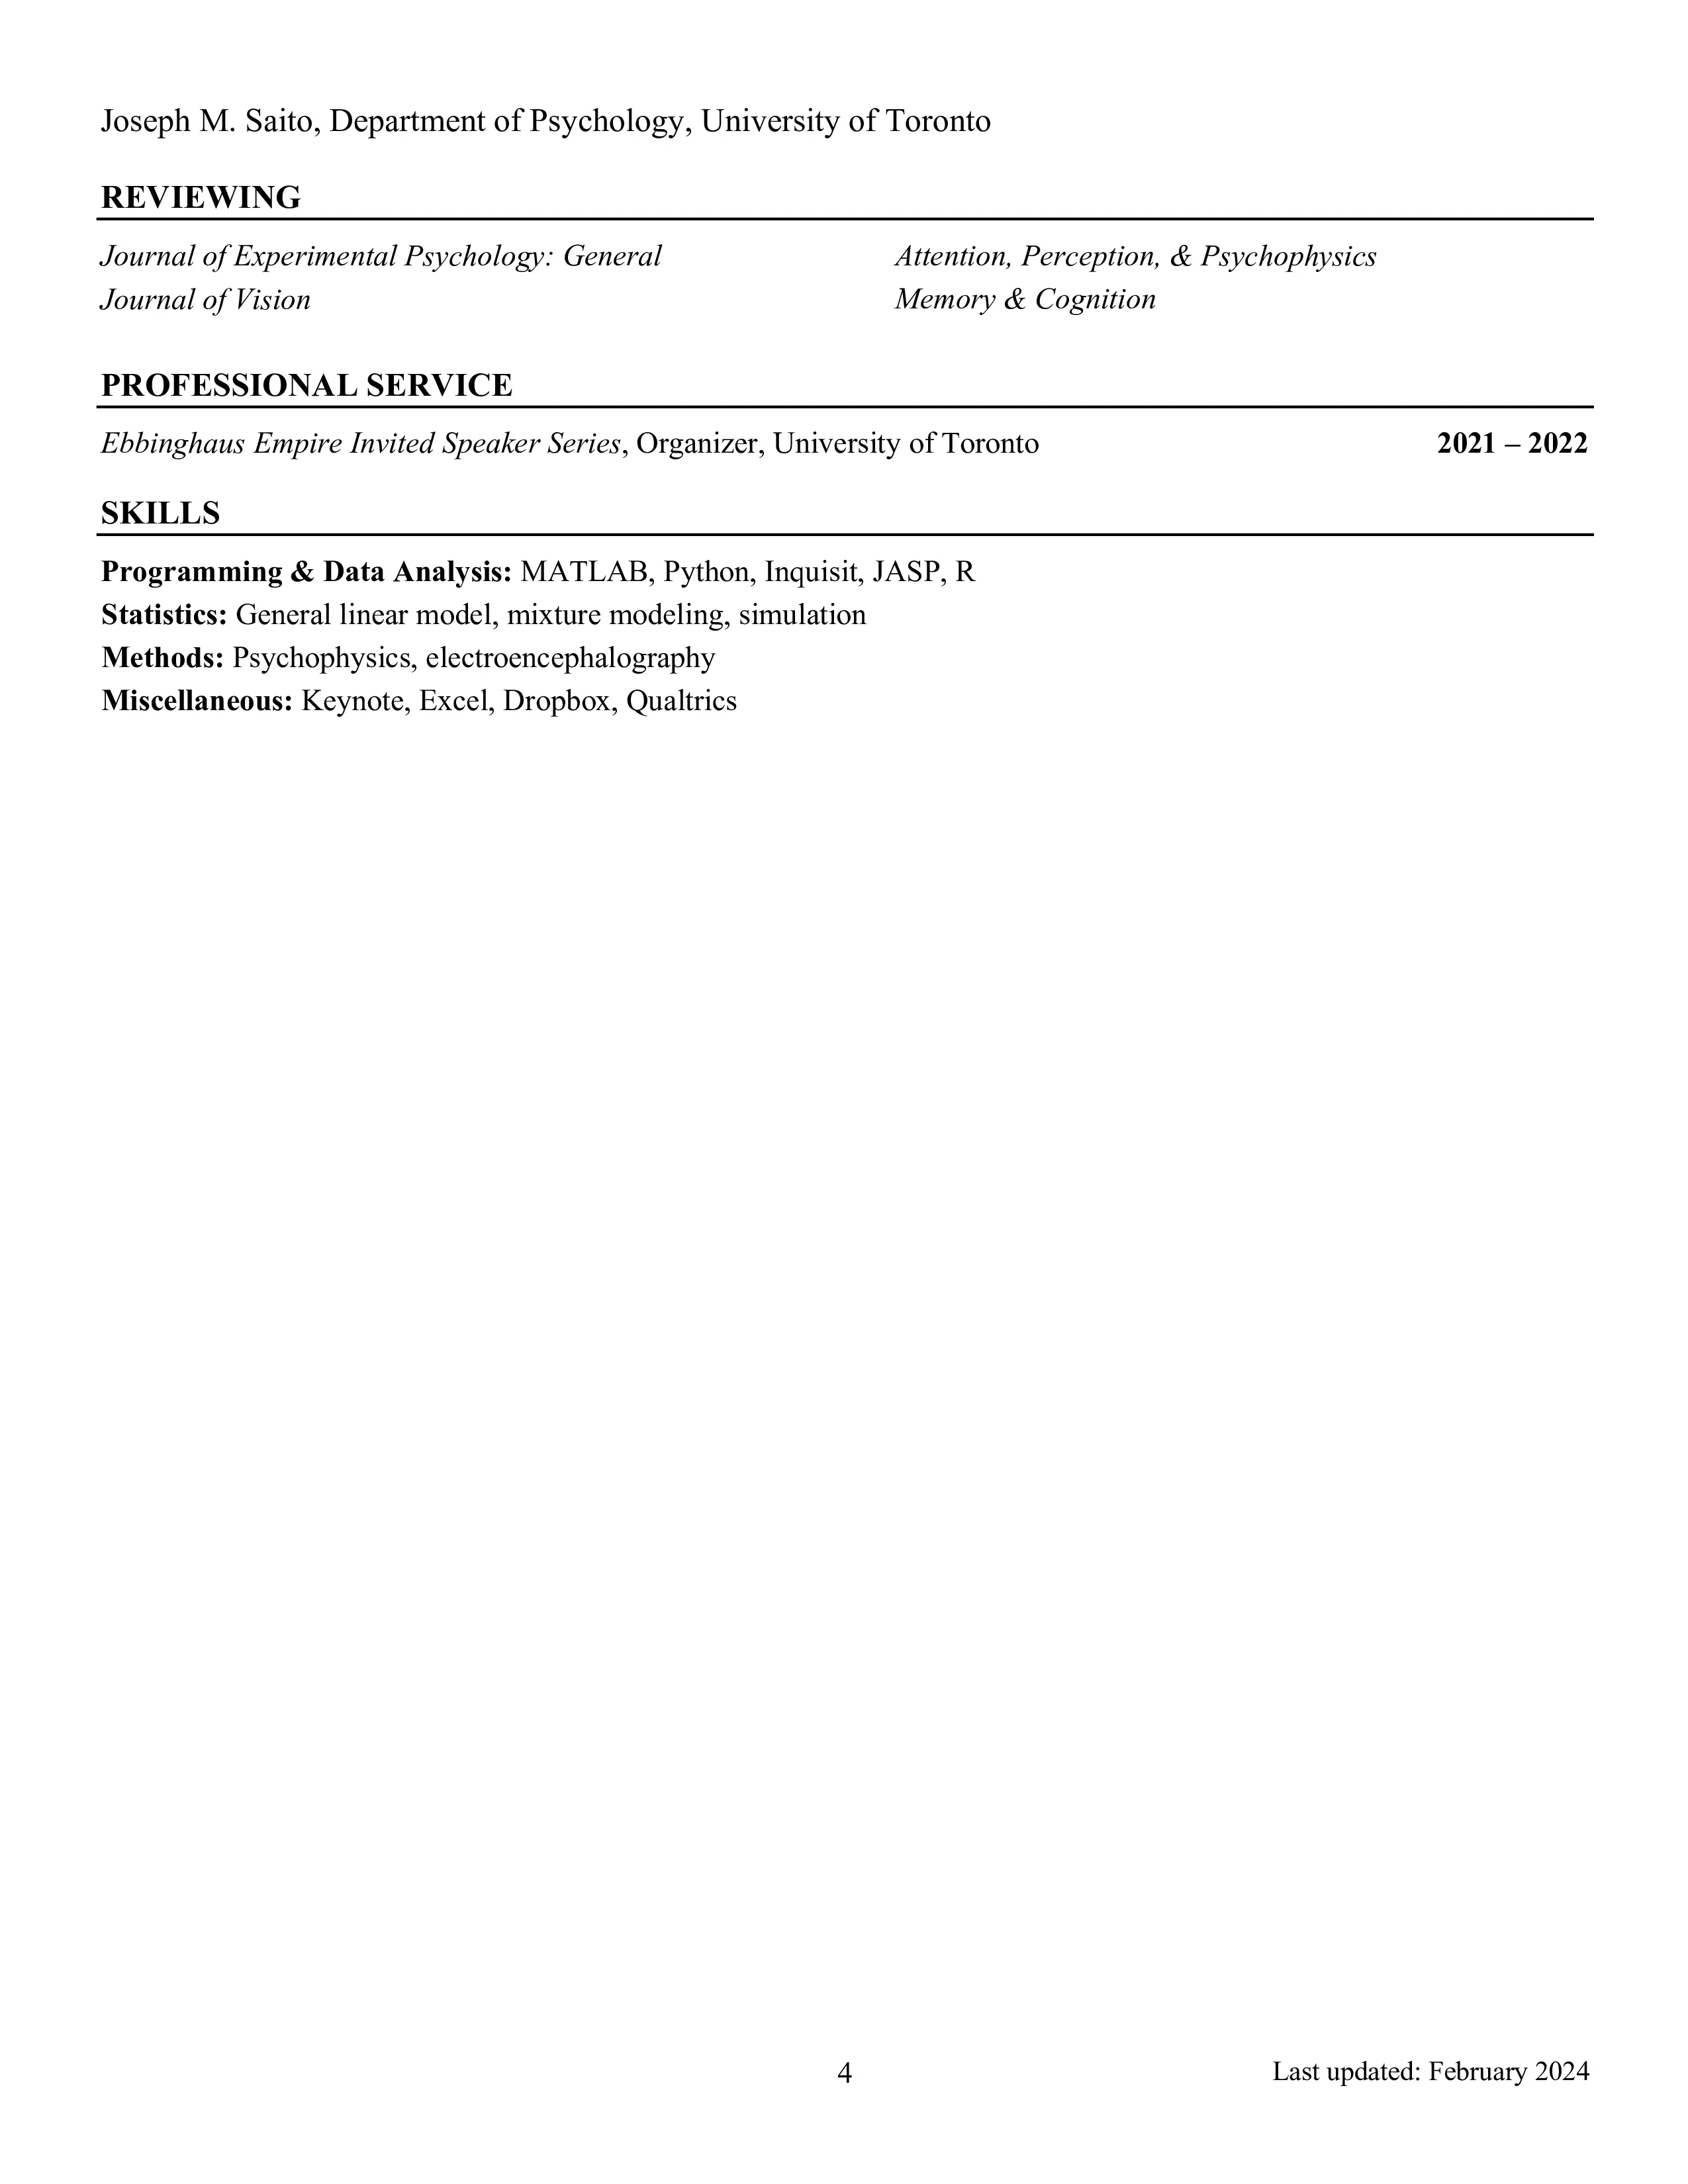 Joseph M. Saito, Department of Psychology, University of Toronto
REVIEWING
Journal of Experimental Psychology: General
Journal of Vision
Attention, Perception, & Psychophysics
Memory & Cognition
PROFESSIONAL SERVICE
Ebbinghaus Empire Invited Speaker Series, Organizer, University of Toronto 2021 – 2022
SKILLS
Programming & Data Analysis: MATLAB, Python, Inquisit, JASP, R
Statistics: General linear model, mixture modeling, simulation
Methods: Psychophysics, electroencephalography
Miscellaneous: Keynote, Excel, Dropbox, Qualtrics
4 Last updated: February 2024